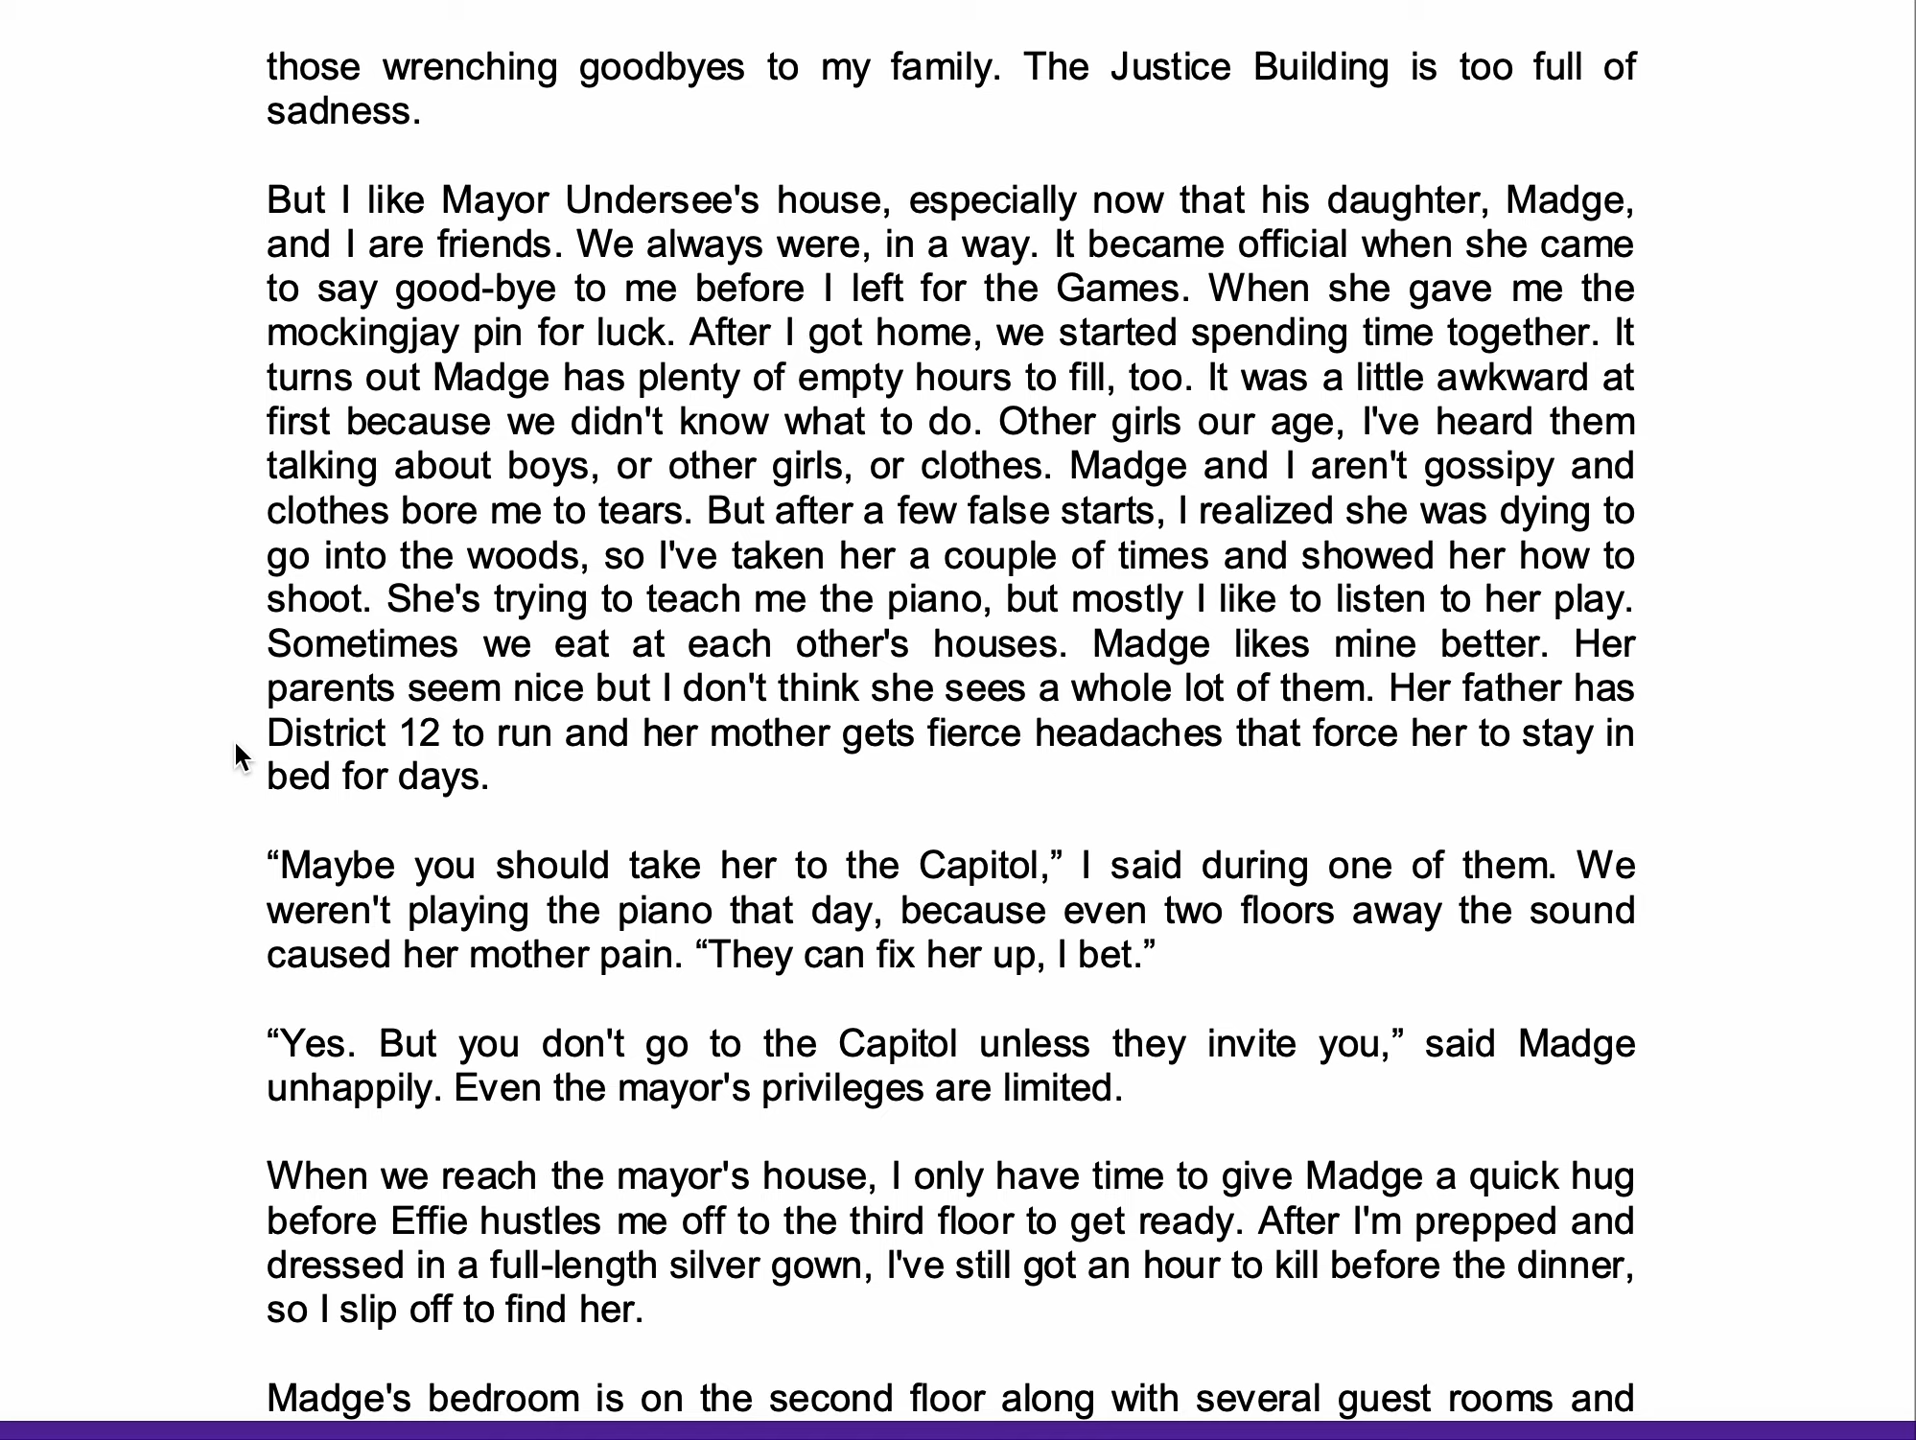 those wrenching goodbyes to my family. The Justice Building is too full of
sadness.
But I like Mayor Undersee's house, especially now that his daughter, Madge,
and I are friends. We always were, in a way. It became official when she came
to say good-bye to me before I left for the Games. When she gave me the
mockingjay pin for luck. After I got home, we started spending time together. It
turns out Madge has plenty of empty hours to fill, too. It was a little awkward at
first because we didn't know what to do. Other girls our age, I've heard them
talking about boys, or other girls, or clothes. Madge and I aren't gossipy and
clothes bore me to tears. But after a few false starts, I realized she was dying to
go into the woods, so I've taken her a couple of times and showed her how to
shoot. She's trying to teach me the piano, but mostly I like to listen to her play.
Sometimes we eat at each other's houses. Madge likes mine better. Her
parents seem nice but I don't think she sees a whole lot of them. Her father has
District 12 to run and her mother gets fierce headaches that force her to stay in
bed for days.
“Maybe you should take her to the Capitol,” I said during one of them. We
weren't playing the piano that day, because even two floors away the sound
caused her mother pain. “They can fix her up, I bet.”
“Yes. But you don't go to the Capitol unless they invite you,” said Madge
unhappily. Even the mayor's privileges are limited.
When we reach the mayor's house, I only have time to give Madge a quick hug
before Effie hustles me off to the third floor to get ready. After I'm prepped and
dressed in a full-length silver gown, I've still got an hour to kill before the dinner,
so I slip off to find her.
Madge's bedroom is on the second floor along with several guest rooms and